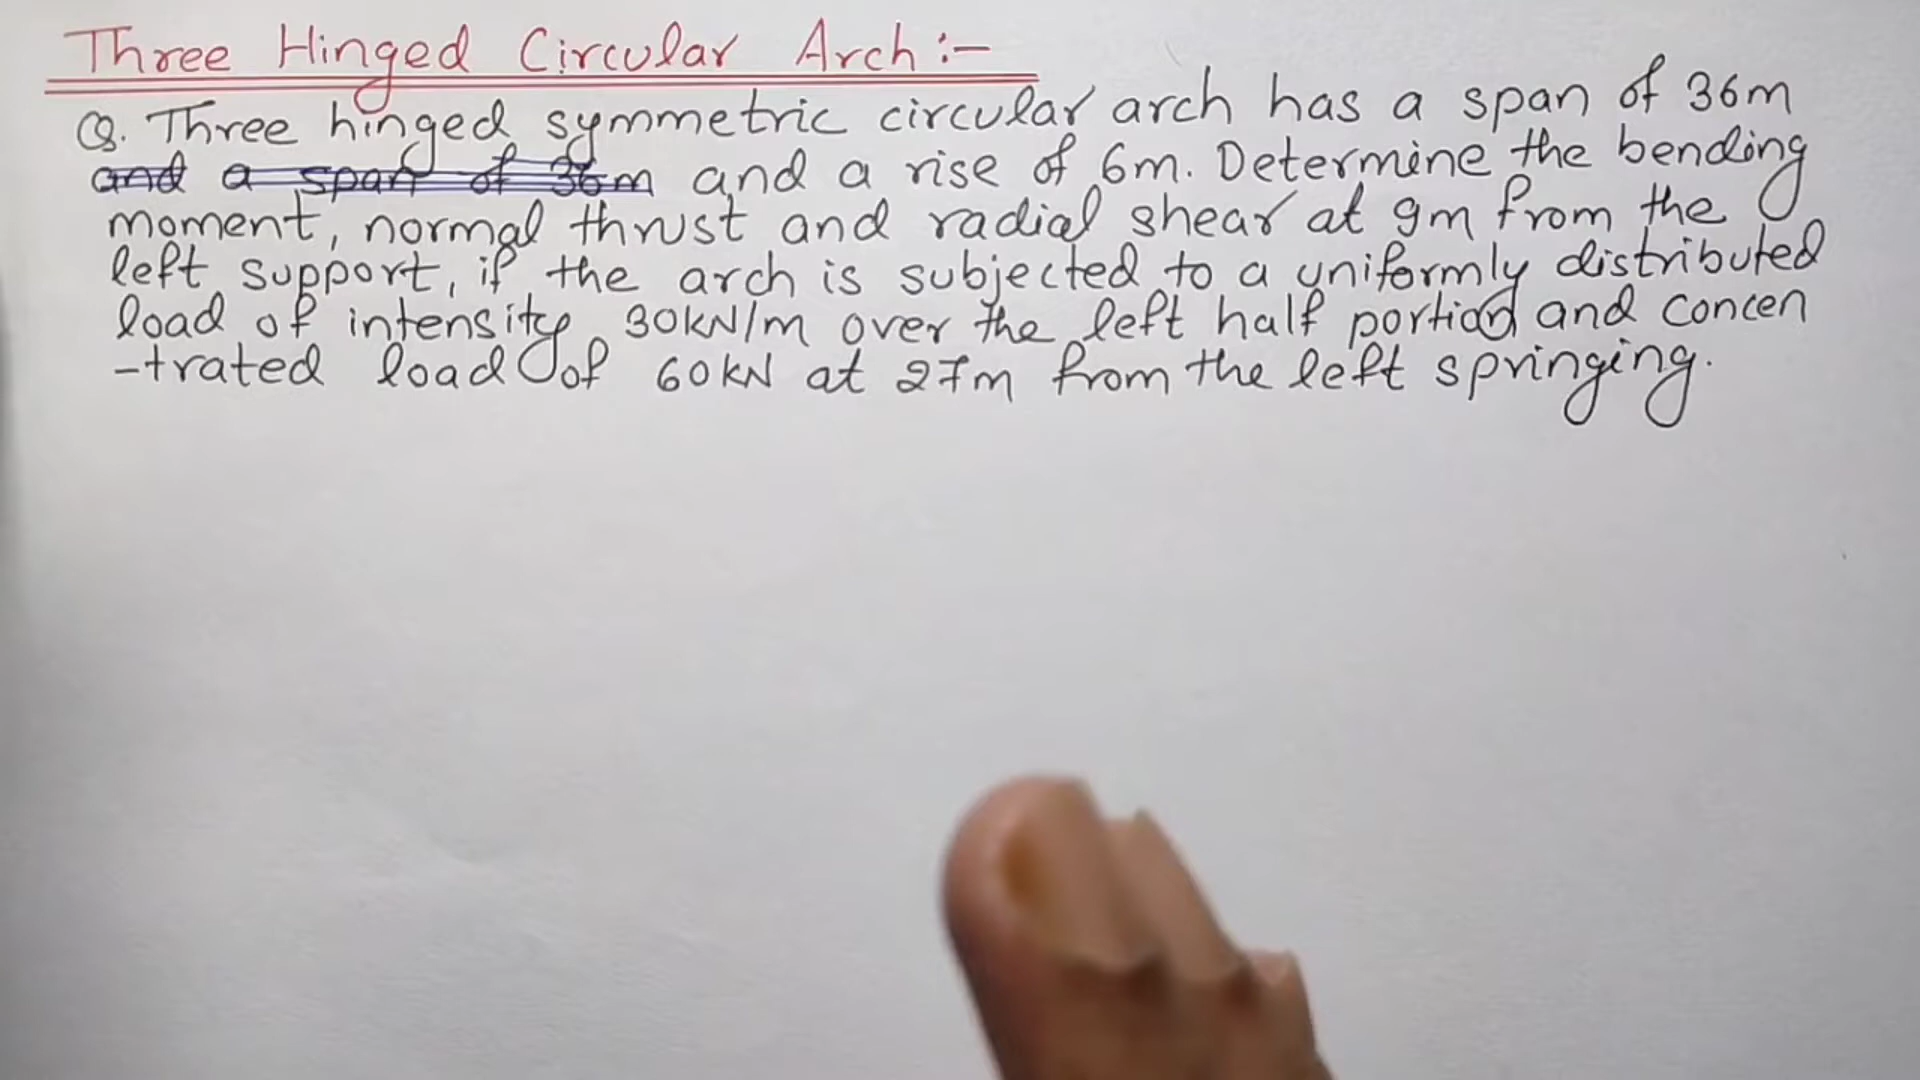 Three Hinged Circular Arch :-
Q. Three hinged symmetric circular arch has a span of 36m
and a span of 36m and a rise of 6m. Determine the bending
moment, normal thrust and radial shear at 9m from the
left support, if the arch is subjected to a uniformly distributed
load of intensity 30kN/m over the left half portion and concen
-trated load of 60kN at 27m from the left springing.